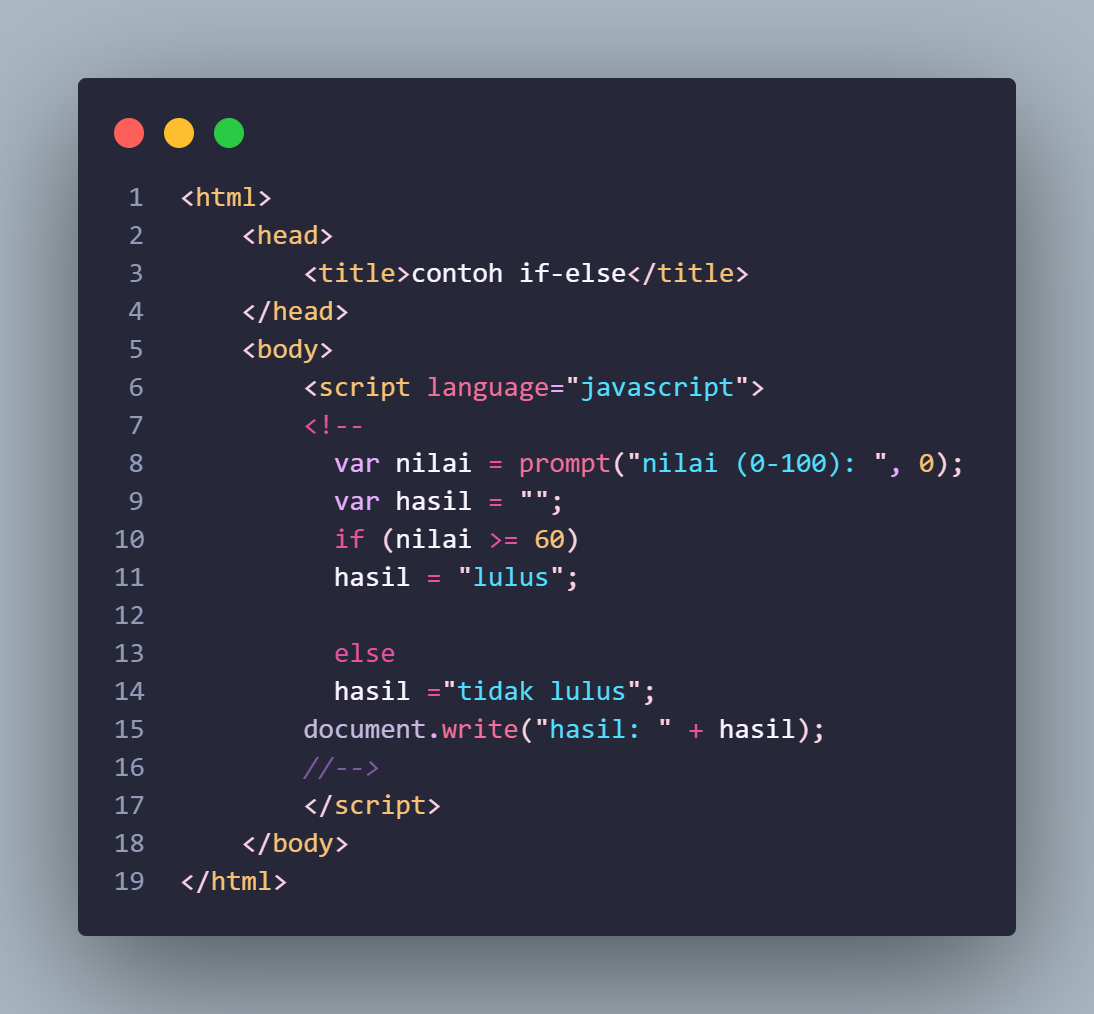 1 <html>
2     <head>
3         <title>contoh if-else</title>
4     </head>
5     <body>
6         <script language="javascript">
7         <!--
8           var nilai = prompt("nilai (0-100): ", 0);
9           var hasil = "";
10           if (nilai >= 60)
11           hasil = "lulus";
12
13           else
14           hasil ="tidak lulus";
15         document.write("hasil: " + hasil);
16         //-->
17         </script>
18     </body>
19 </html>